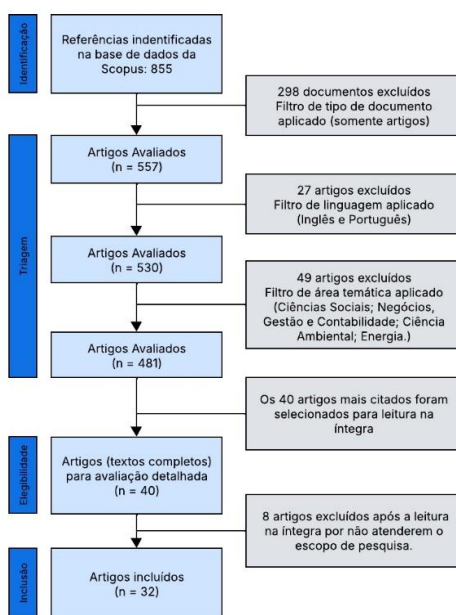 Identificação
Referências indentificadas
na base de dados da
Scopus: 855
298 documentos excluídos
Filtro de tipo de documento
aplicado (somente artigos)
Triagem
Artigos Avaliados
(n = 557)
27 artigos excluídos
Filtro de linguagem aplicado
(Inglês e Português)
Artigos Avaliados
(n = 530)
49 artigos excluídos
Filtro de área temática aplicado
(Ciências Sociais; Negócios,
Gestão e Contabilidade; Ciência
Ambiental; Energia.)
Artigos Avaliados
(n = 481)
Os 40 artigos mais citados foram
selecionados para leitura na
íntegra
Elegibilidade
Artigos (textos completos)
para avaliação detalhada
(n = 40)
8 artigos excluídos após a leitura
na íntegra por não atenderem o
escopo de pesquisa.
Inclusão
Artigos incluídos
(n = 32)